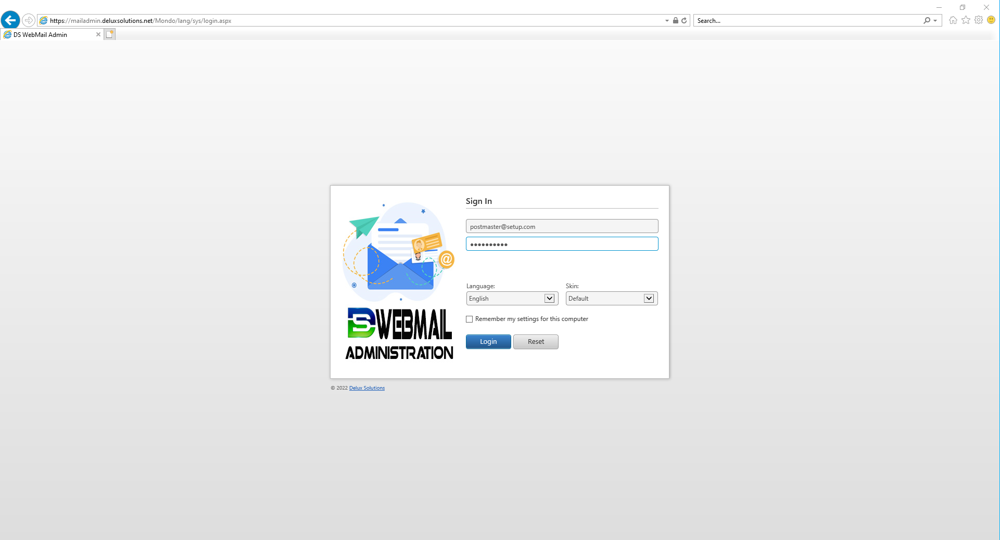 https://mailadmin.deluxsolutions.net/Mondo/lang/sys/login.aspx
Search...
DS WebMail Admin
Sign In
postmaster@setup.com
••••••••••
Language:
Skin:
English
Default
Remember my settings for this computer
Login
Reset
DS WEBMAIL
ADMINISTRATION
© 2022 Delux Solutions